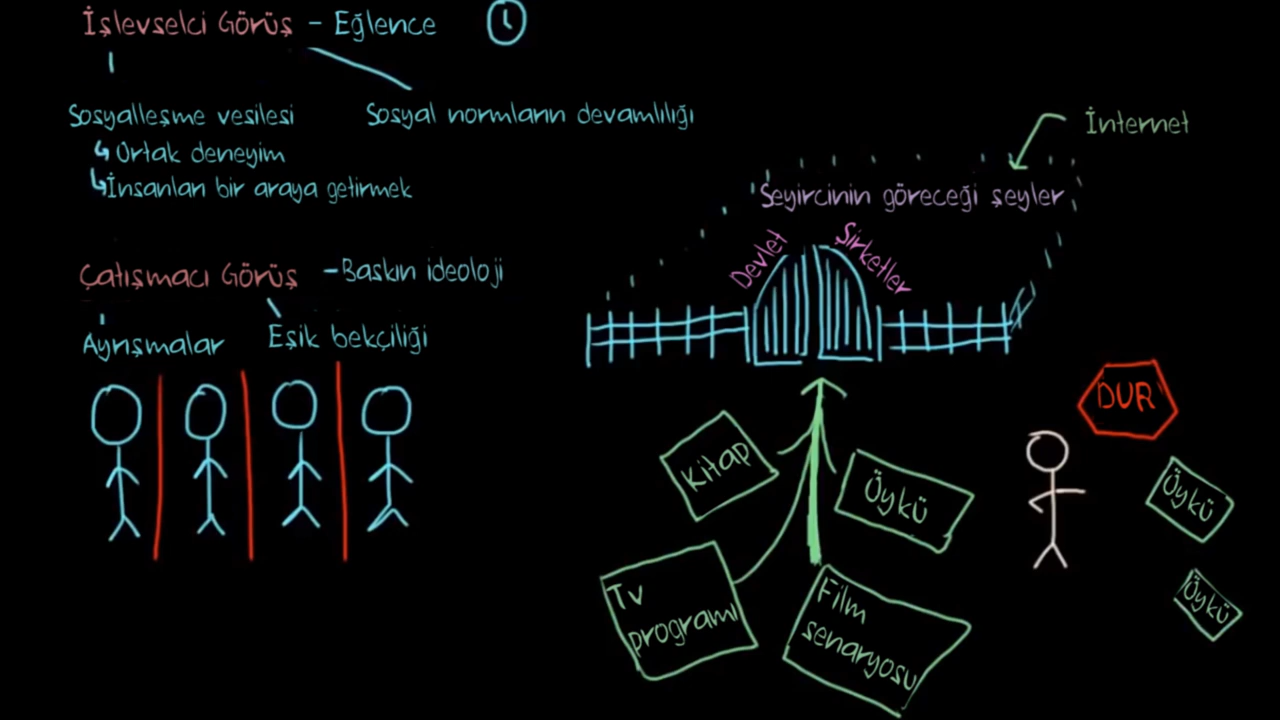 İşlevselci Görüş - Eğlence
Sosyalleşme vesilesi
Sosyal normların devamlılığı
Ortak deneyim
İnsanları bir araya getirmek
Çatışmacı Görüş - Baskın ideoloji
Ayrışmalar
Eşik bekçiliği
İnternet
Seyircinin göreceği şeyler
Devlet
Şirketler
DUR
Kitap
Öykü
Öykü
Tv
programı
Film
senaryosu
Öykü